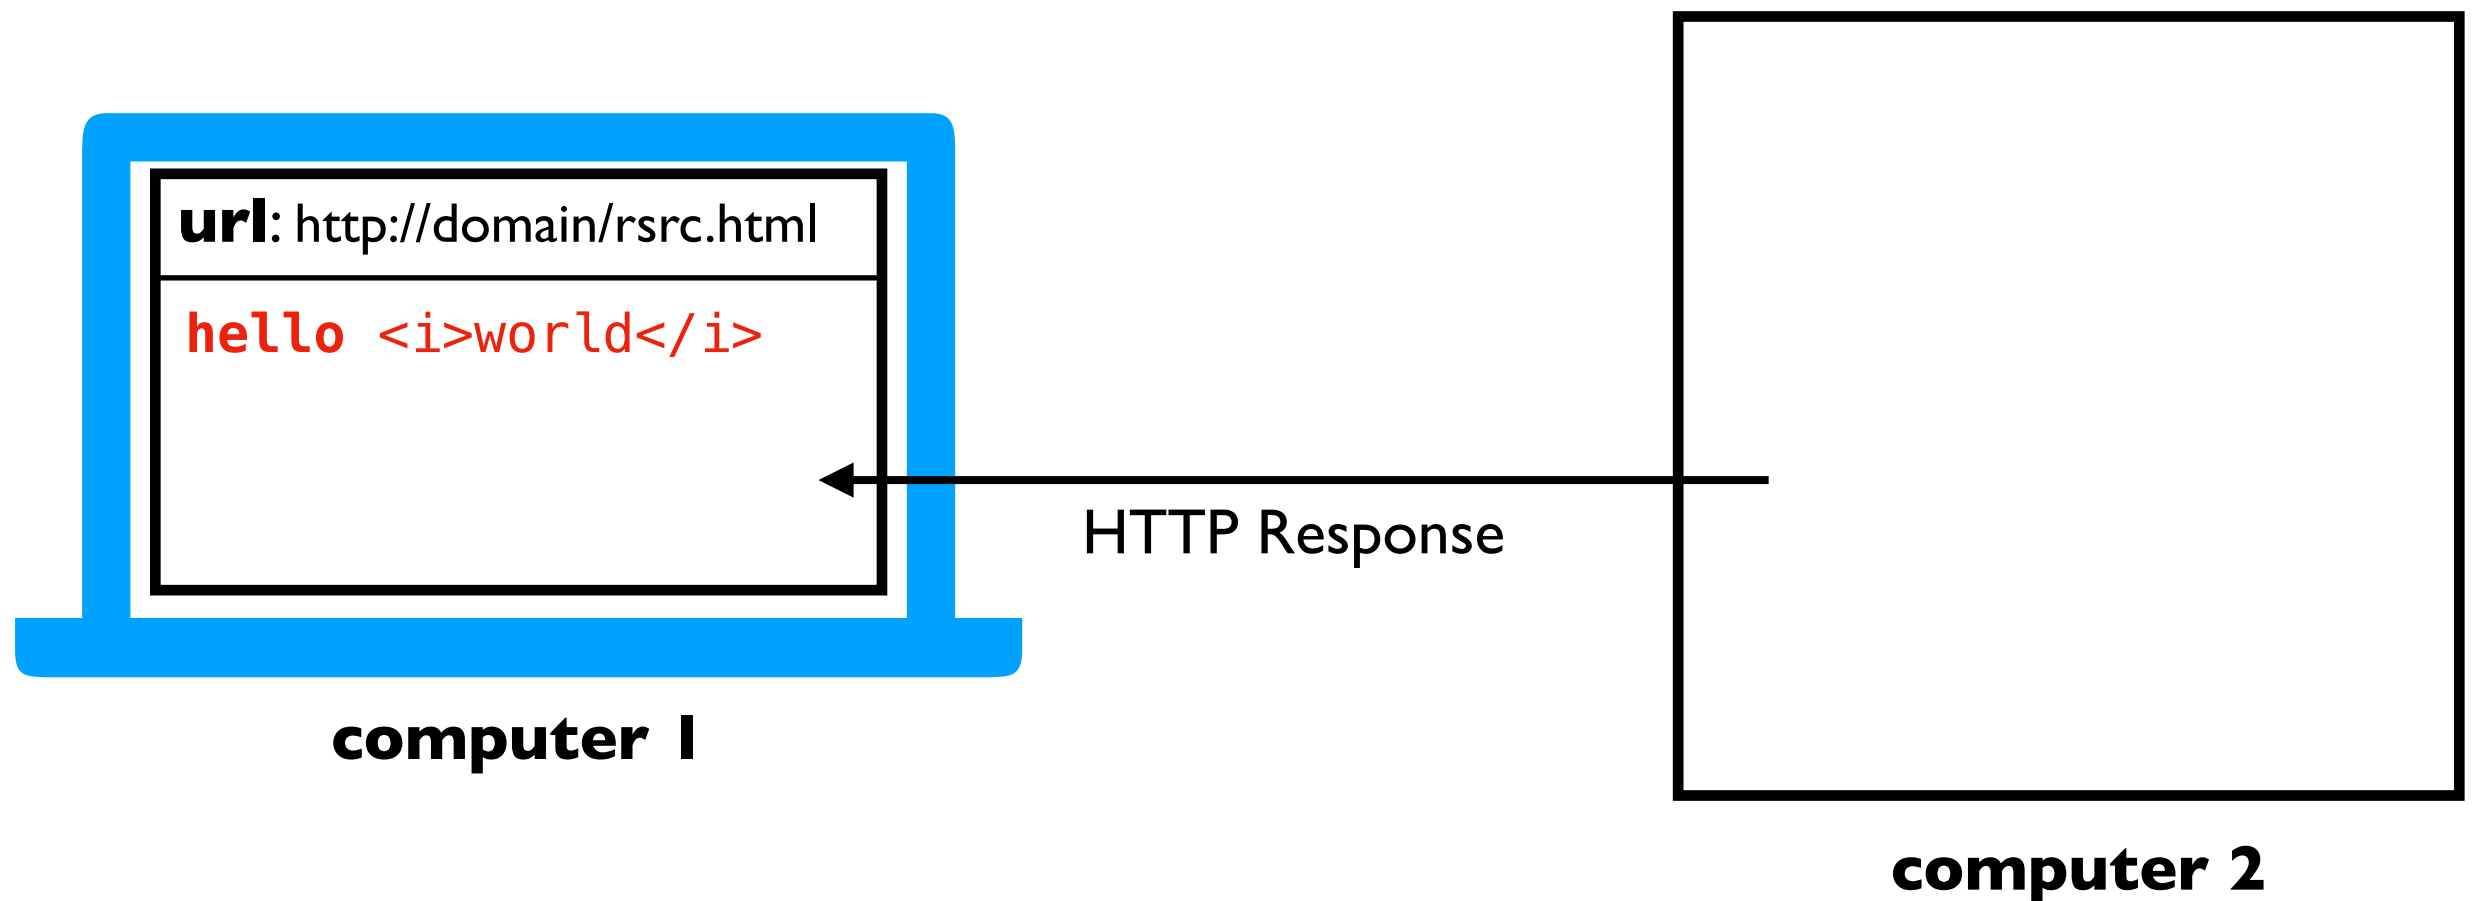 url: http://domain/rsrc.html
hello <i>world</i>
HTTP Response
computer 1
computer 2